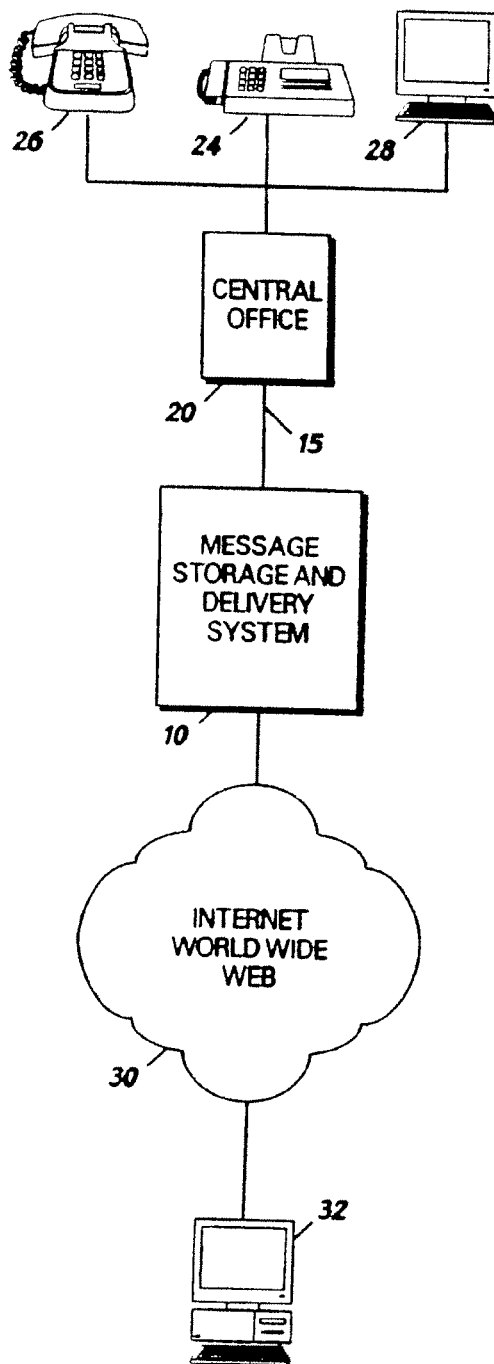 26
24
28
CENTRAL
OFFICE
20
15
MESSAGE
STORAGE AND
DELIVERY
SYSTEM
10
INTERNET
WORLD WIDE
WEB
30
32